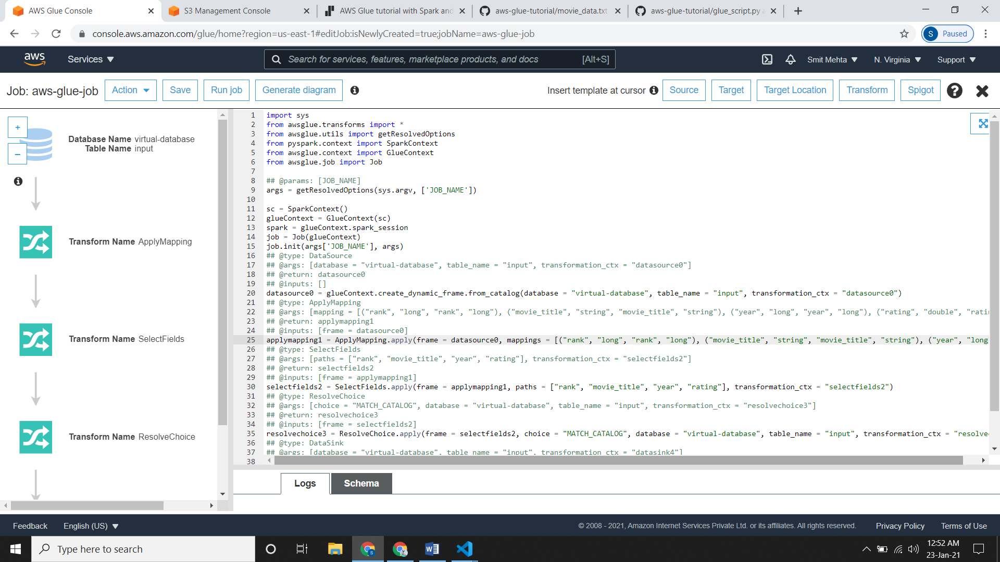 AWS Glue Console
S3 Management Console
AWS Glue tutorial with Spark and
aws-glue-tutorial/movie_data.txt
aws-glue-tutorial/glue_script.py a
console.aws.amazon.com/glue/home?region=us-east-1#editJob:isNewlyCreated=true;jobName=aws-glue-job
S Paused
aws
Services
Search for services, features, marketplace products, and docs [Alt+S]
Smit Mehta
N. Virginia
Support
Job: aws-glue-job
Action
Save
Run job
Generate diagram
Insert template at cursor
Source
Target
Target Location
Transform
Spigot
+
−
Database Name virtual-database
Table Name input
Transform Name ApplyMapping
Transform Name SelectFields
Transform Name ResolveChoice
1 import sys
2 from awsglue.transforms import *
3 from awsglue.utils import getResolvedOptions
4 from pyspark.context import SparkContext
5 from awsglue.context import GlueContext
6 from awsglue.job import Job
7
8 ## @params: [JOB_NAME]
9 args = getResolvedOptions(sys.argv, ['JOB_NAME'])
10
11 sc = SparkContext()
12 glueContext = GlueContext(sc)
13 spark = glueContext.spark_session
14 job = Job(glueContext)
15 job.init(args['JOB_NAME'], args)
16 ## @type: DataSource
17 ## @args: [database = "virtual-database", table_name = "input", transformation_ctx = "datasource0"]
18 ## @return: datasource0
19 ## @inputs: []
20 datasource0 = glueContext.create_dynamic_frame.from_catalog(database = "virtual-database", table_name = "input", transformation_ctx = "datasource0")
21 ## @type: ApplyMapping
22 ## @args: [mapping = [("rank", "long", "rank", "long"), ("movie_title", "string", "movie_title", "string"), ("year", "long", "year", "long"), ("rating", "double", "ratin
23 ## @return: applymapping1
24 ## @inputs: [frame = datasource0]
25 applymapping1 = ApplyMapping.apply(frame = datasource0, mappings = [("rank", "long", "rank", "long"), ("movie_title", "string", "movie_title", "string"), ("year", "long
26 ## @type: SelectFields
27 ## @args: [paths = ["rank", "movie_title", "year", "rating"], transformation_ctx = "selectfields2"]
28 ## @return: selectfields2
29 ## @inputs: [frame = applymapping1]
30 selectfields2 = SelectFields.apply(frame = applymapping1, paths = ["rank", "movie_title", "year", "rating"], transformation_ctx = "selectfields2")
31 ## @type: ResolveChoice
32 ## @args: [choice = "MATCH_CATALOG", database = "virtual-database", table_name = "input", transformation_ctx = "resolvechoice3"]
33 ## @return: resolvechoice3
34 ## @inputs: [frame = selectfields2]
35 resolvechoice3 = ResolveChoice.apply(frame = selectfields2, choice = "MATCH_CATALOG", database = "virtual-database", table_name = "input", transformation_ctx = "resolve
36 ## @type: DataSink
37 ## @args: [database = "virtual-database", table_name = "input", transformation_ctx = "datasink4"]
38
Logs
Schema
Feedback
English (US)
© 2008 - 2021, Amazon Internet Services Private Ltd. or its affiliates. All rights reserved.
Privacy Policy
Terms of Use
Type here to search
12:52 AM
23-Jan-21